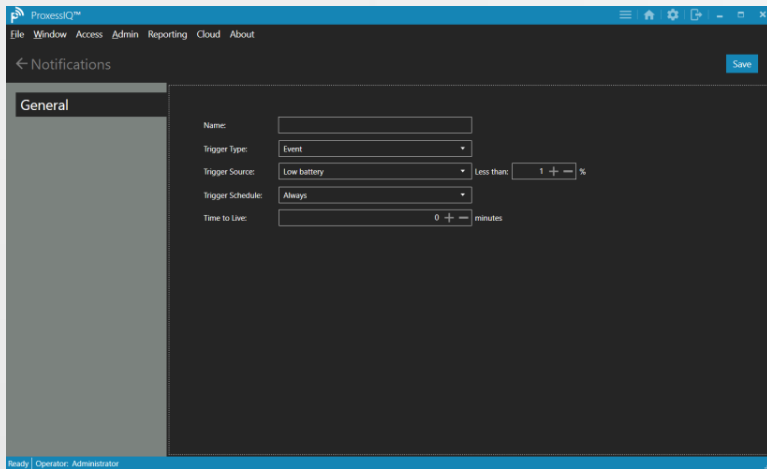 ProxessIQ™
File Window Access Admin Reporting Cloud About
Notifications
Save
General
Name:
Trigger Type: Event
Trigger Source: Low battery Less than: 1 %
Trigger Schedule: Always
Time to Live: 0 minutes
Ready Operator: Administrator